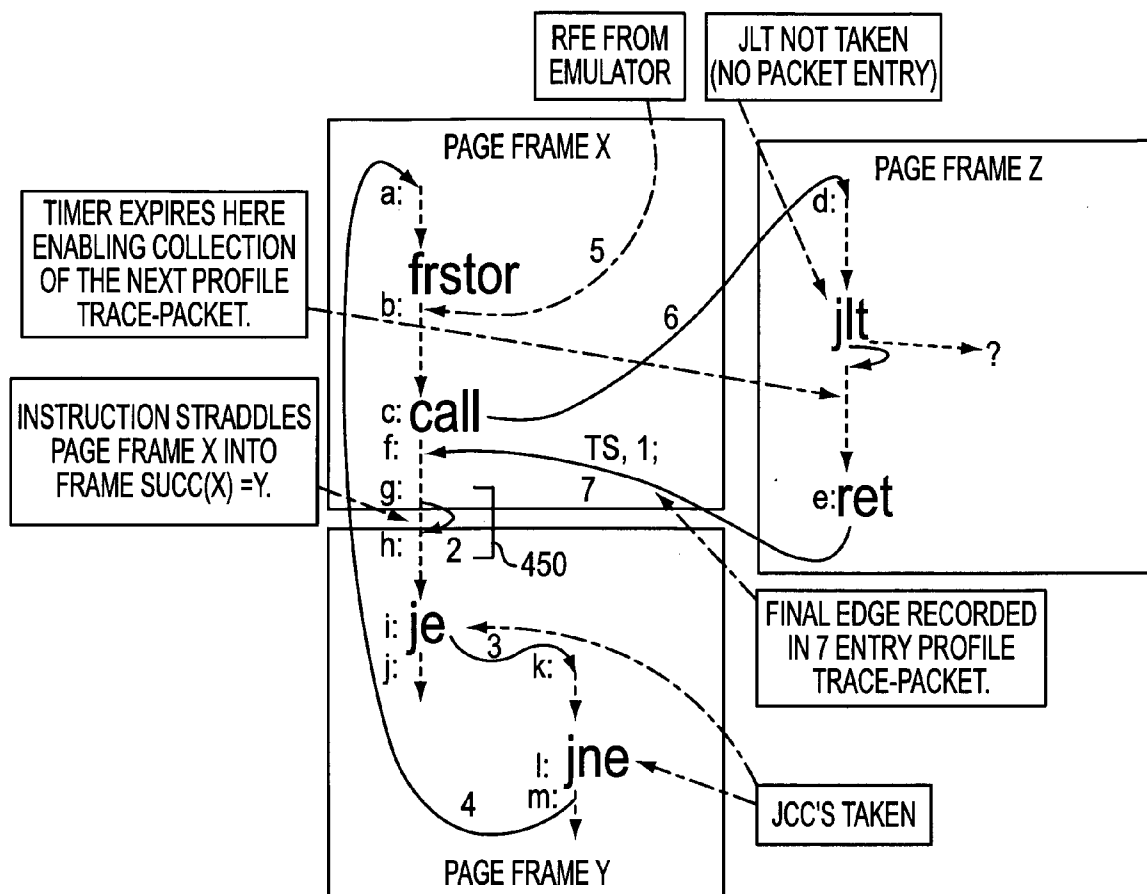 RFE FROM
EMULATOR
JLT NOT TAKEN
(NO PACKET ENTRY)
PAGE FRAME X
PAGE FRAME Z
a:
d:
TIMER EXPIRES HERE
ENABLING COLLECTION
OF THE NEXT PROFILE
TRACE-PACKET.
5
frstor
b:
6
jlt
?
INSTRUCTION STRADDLES
PAGE FRAME X INTO
FRAME SUCC(X) =Y.
c: call
f:
TS, 1;
7
g:
e: ret
h:
2
450
i: je
3
j:
k:
FINAL EDGE RECORDED
IN 7 ENTRY PROFILE
TRACE-PACKET.
l: jne
m:
4
JCC'S TAKEN
PAGE FRAME Y